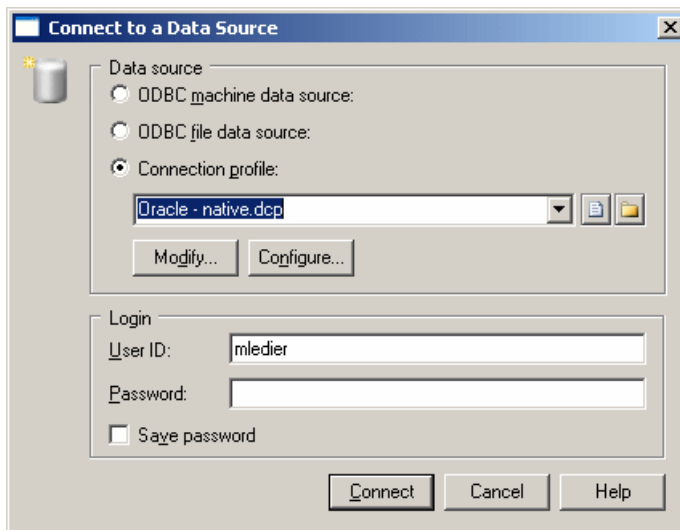 Connect to a Data Source
Data source
ODBC machine data source:
ODBC file data source:
Connection profile:
Oracle - native.dcp
Modify... Configure...
Login
User ID: mledier
Password:
Save password
Connect Cancel Help